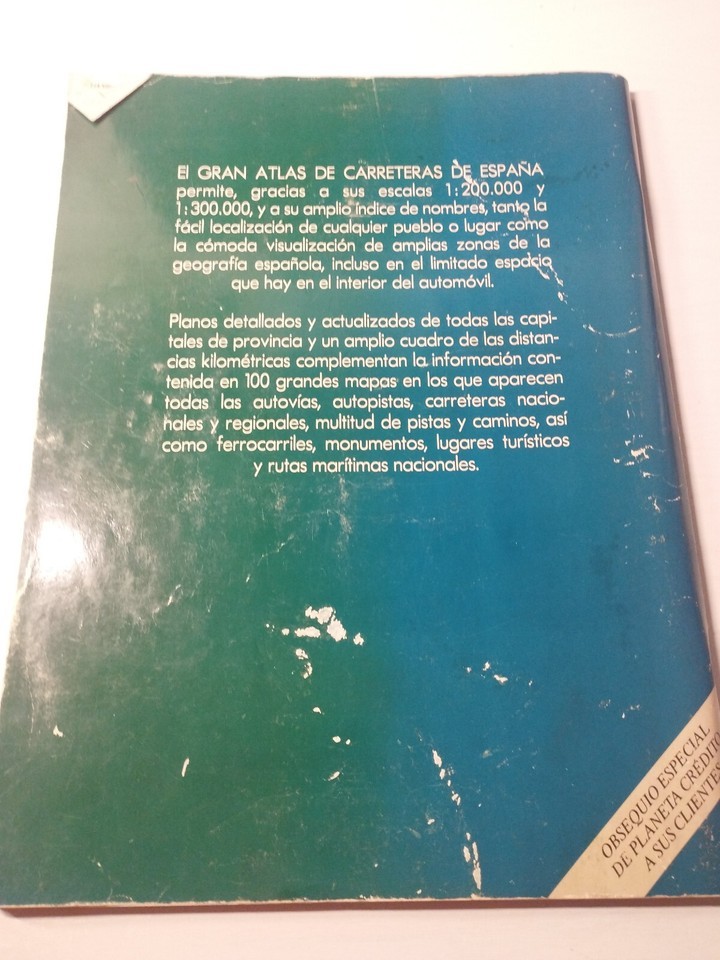 El GRAN ATLAS DE CARRETERAS DE ESPAÑA
permite, gracias a sus escalas 1:200.000 y
1:300.000, y a su amplio índice de nombres, tanto la
fácil localización de cualquier pueblo o lugar como
la cómoda visualización de amplias zonas de la
geografía española, incluso en el limitado espacio
que hay en el interior del automóvil.
Planos detallados y actualizados de todas las capi-
tales de provincia y un amplio cuadro de las distan-
cias kilométricas complementan la información con-
tenida en 100 grandes mapas en los que aparecen
todas las autovías, autopistas, carreteras nacio-
nales y regionales, multitud de pistas y caminos, así
como ferrocarriles, monumentos, lugares turísticos
y rutas marítimas nacionales.
OBSEQUIO ESPECIAL
DE PLANETA CRÉDITO
A SUS CLIENTES